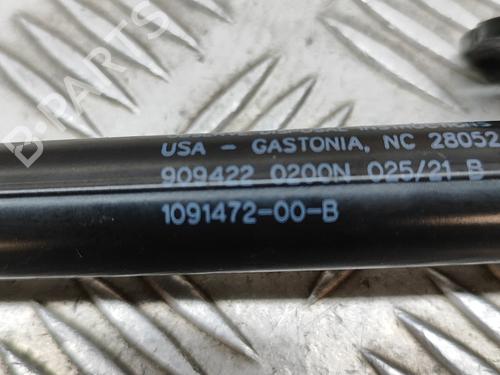 B-PARTS
USA - GASTONIA, NC 28052
909422 0200N 025/21 B
1091472-00-B